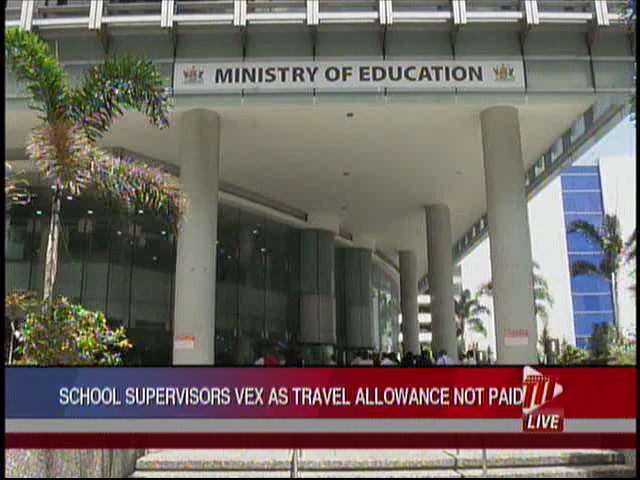 MINISTRY OF EDUCATION
SCHOOL SUPERVISORS VEX AS TRAVEL ALLOWANCE NOT PAID
LIVE